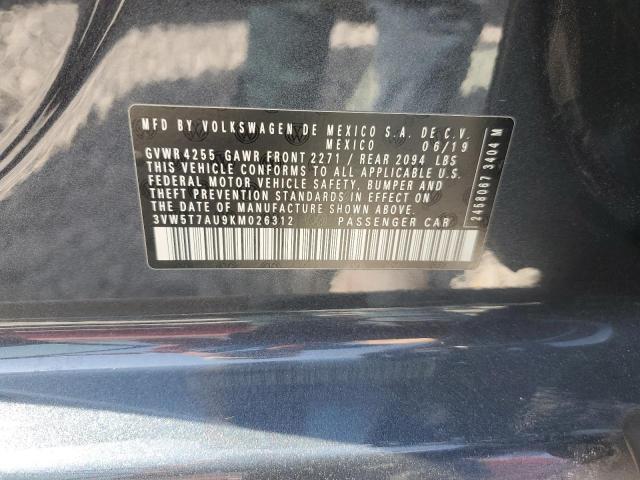 MFD BY VOLKSWAGEN DE MEXICO S.A. DE C.V.
MEXICO 06/19
GVWR 4255 GAWR FRONT 2271 / REAR 2094 LBS
THIS VEHICLE CONFORMS TO ALL APPLICABLE U.S.
FEDERAL MOTOR VEHICLE SAFETY, BUMPER AND
THEFT PREVENTION STANDARDS IN EFFECT ON
THE DATE OF MANUFACTURE SHOWN ABOVE.
3VW5T7AU9KM026312 PASSENGER CAR
2458067 3404 M